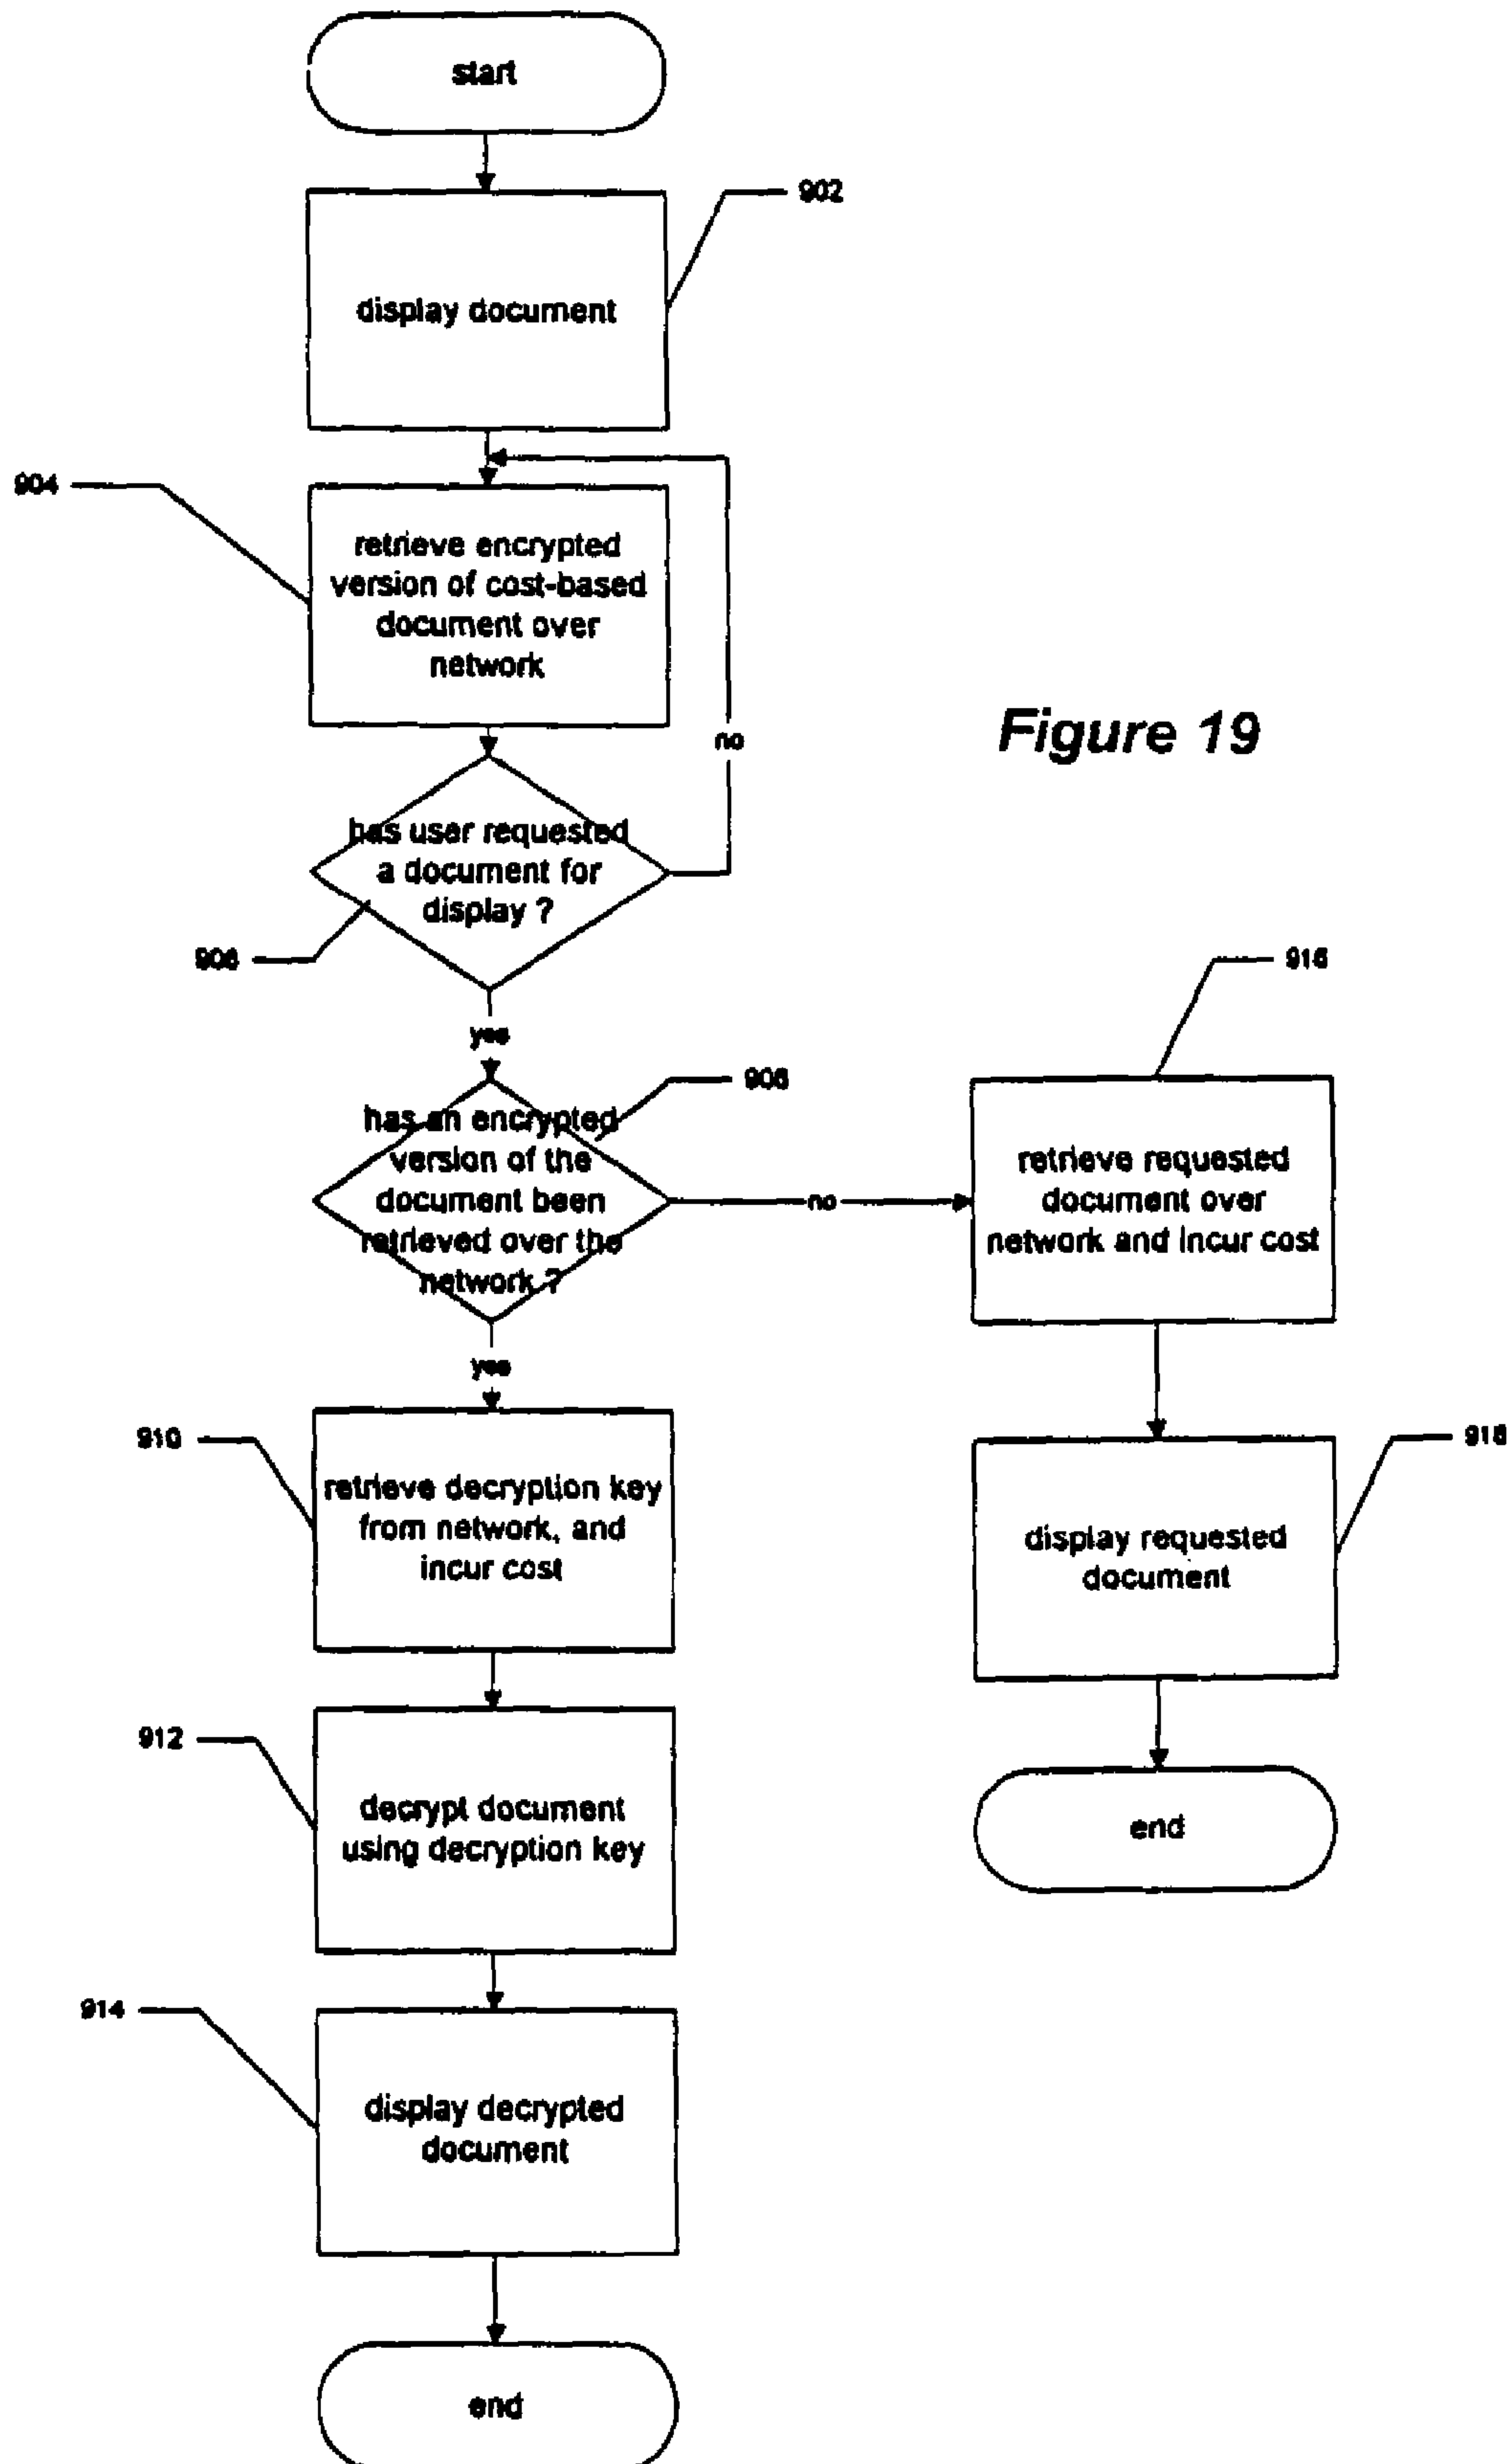 start
902
display document
904
retrieve encrypted
version of cost-based
document over
network
no
Figure 19
has user requested
a document for
display ?
906
yes
908
has an encrypted
version of the
document been
retrieved over the
network ?
no
916
retrieve requested
document over
network and incur cost
yes
910
retrieve decryption key
from network, and
incur cost
918
display requested
document
912
decrypt document
using decryption key
end
914
display decrypted
document
end